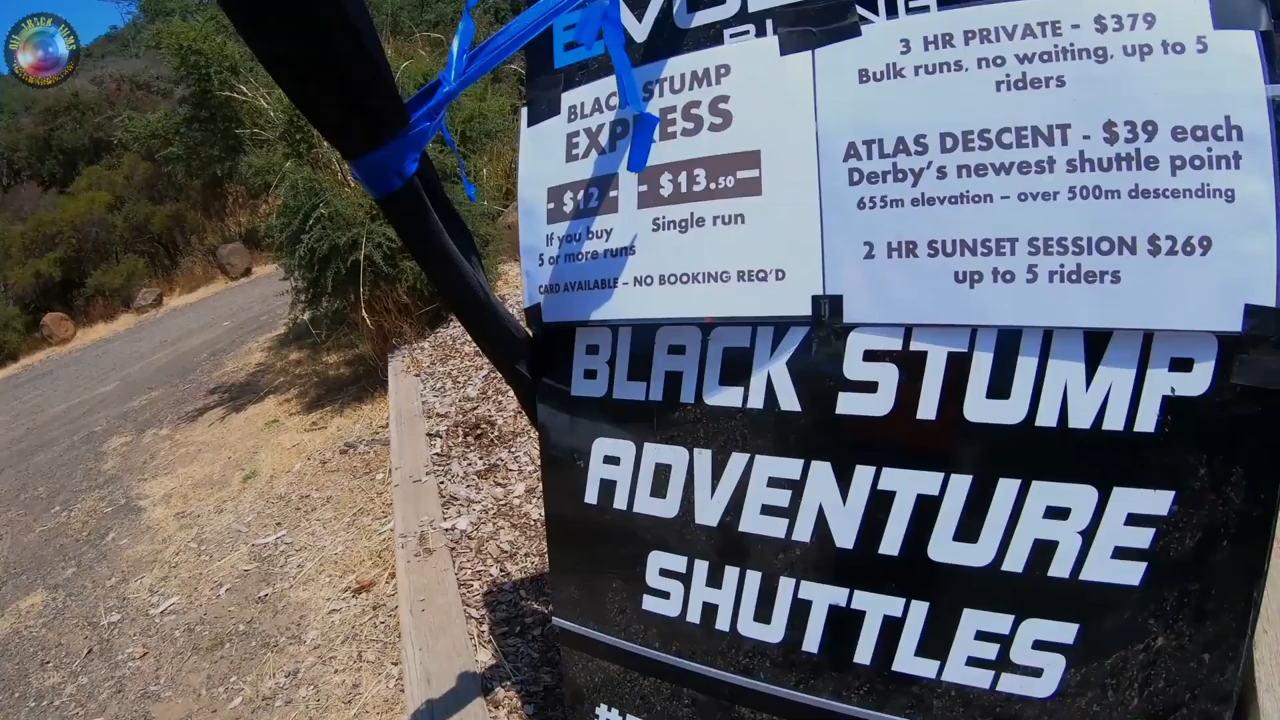 BLACK STUMP
EXPRESS
- $12 -
- $13.50 -
If you buy
5 or more runs
Single run
CARD AVAILABLE – NO BOOKING REQ'D
3 HR PRIVATE - $379
Bulk runs, no waiting, up to 5
riders
ATLAS DESCENT - $39 each
Derby's newest shuttle point
655m elevation – over 500m descending
2 HR SUNSET SESSION $269
up to 5 riders
BLACK STUMP
ADVENTURE
SHUTTLES